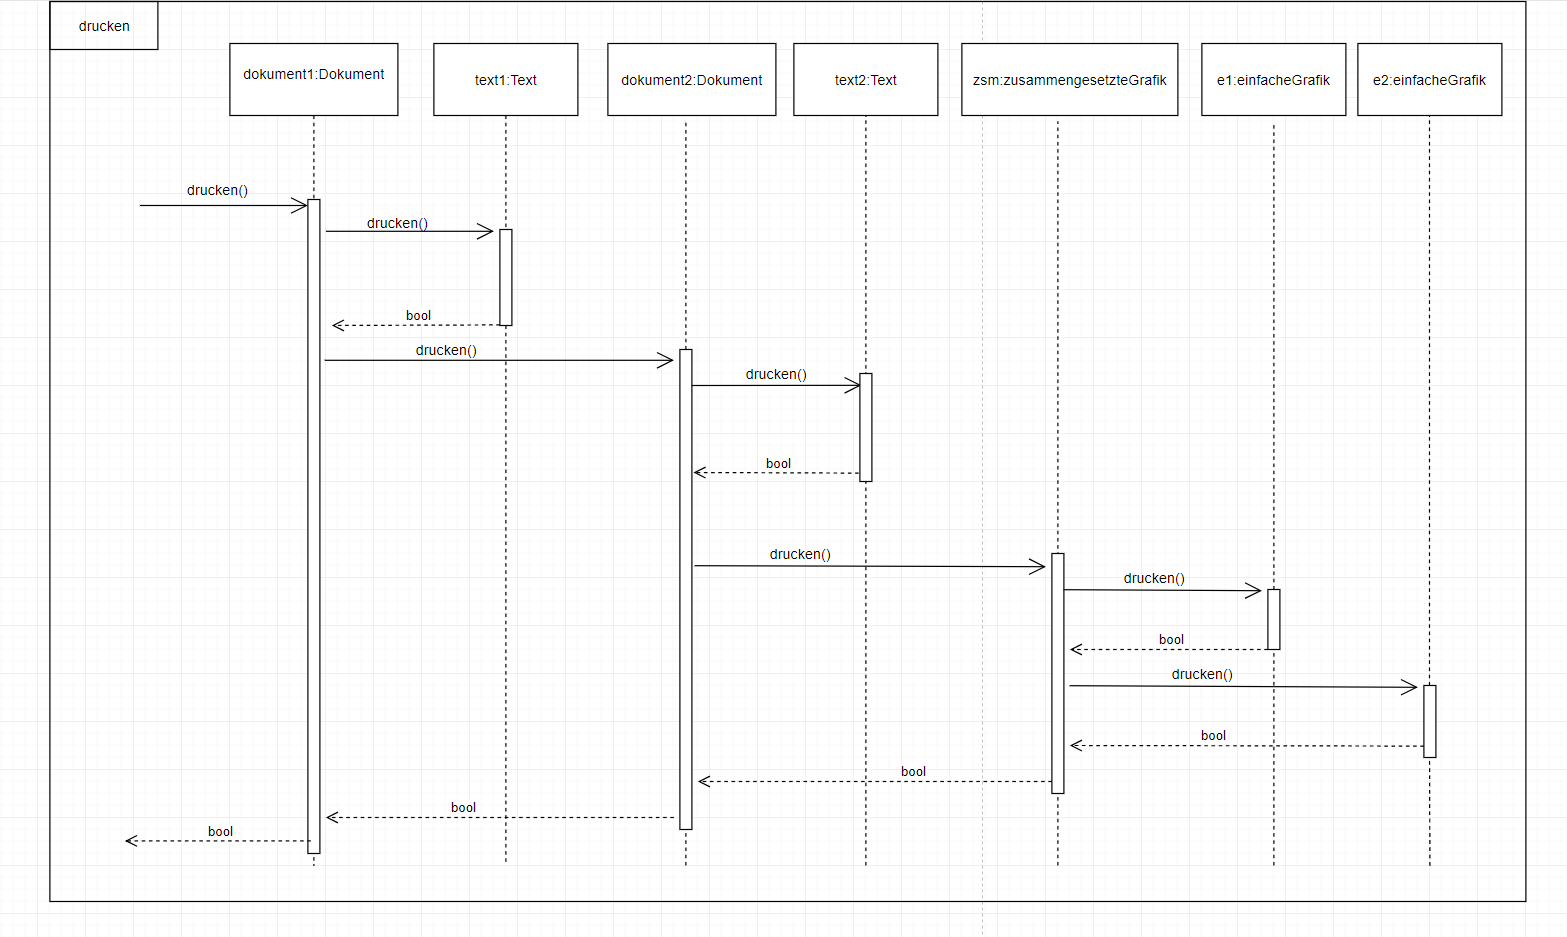 drucken
dokument1:Dokument
text1:Text
dokument2:Dokument
text2:Text
zsm:zusammengesetzteGrafik
e1:einfacheGrafik
e2:einfacheGrafik
drucken()
drucken()
bool
drucken()
drucken()
bool
drucken()
drucken()
bool
drucken()
bool
bool
bool
bool